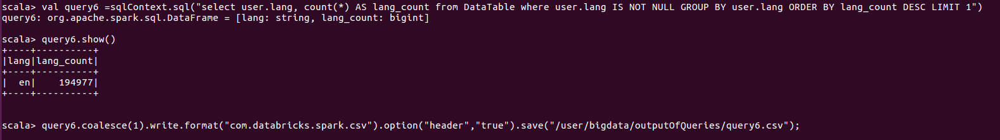 scala> val query6 =sqlContext.sql("select user.lang, count(*) AS lang_count from DataTable where user.lang IS NOT NULL GROUP BY user.lang ORDER BY lang_count DESC LIMIT 1")
query6: org.apache.spark.sql.DataFrame = [lang: string, lang_count: bigint]
scala> query6.show()
+----+----------+
|lang|lang_count|
+----+----------+
|  en|    194977|
+----+----------+
scala> query6.coalesce(1).write.format("com.databricks.spark.csv").option("header","true").save("/user/bigdata/outputOfQueries/query6.csv");